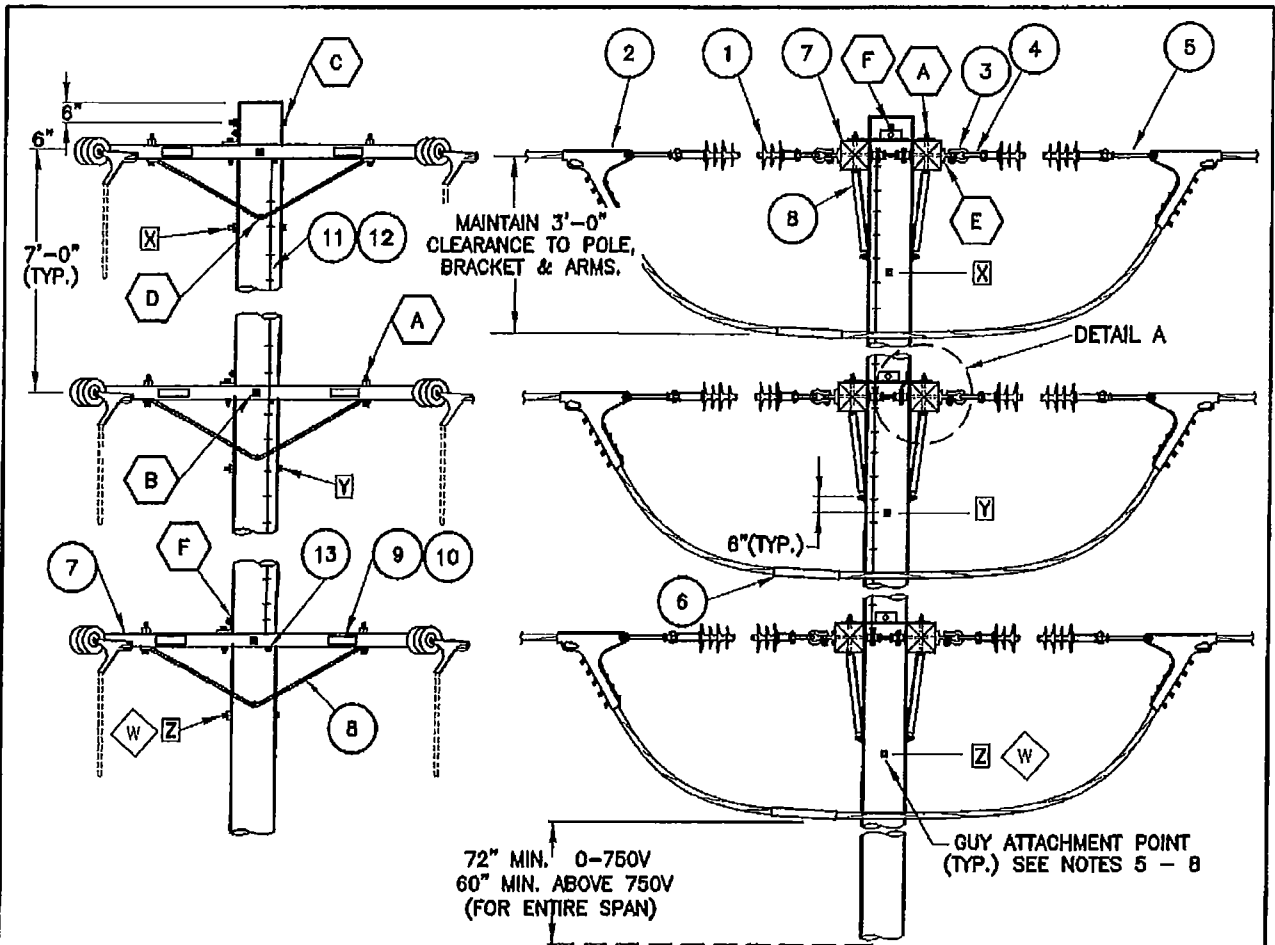 C
6"
6"
7'-0"
(TYP.)
X
11
12
D
A
B
Y
F
7
13
9
10
W
Z
8
2
1
7
F
A
3
4
5
8
E
MAINTAIN 3'-0"
CLEARANCE TO POLE,
BRACKET & ARMS.
X
DETAIL A
Y
6"(TYP.)
6
Z
W
72" MIN. 0-750V
60" MIN. ABOVE 750V
(FOR ENTIRE SPAN)
GUY ATTACHMENT POINT
(TYP.) SEE NOTES 5 - 8